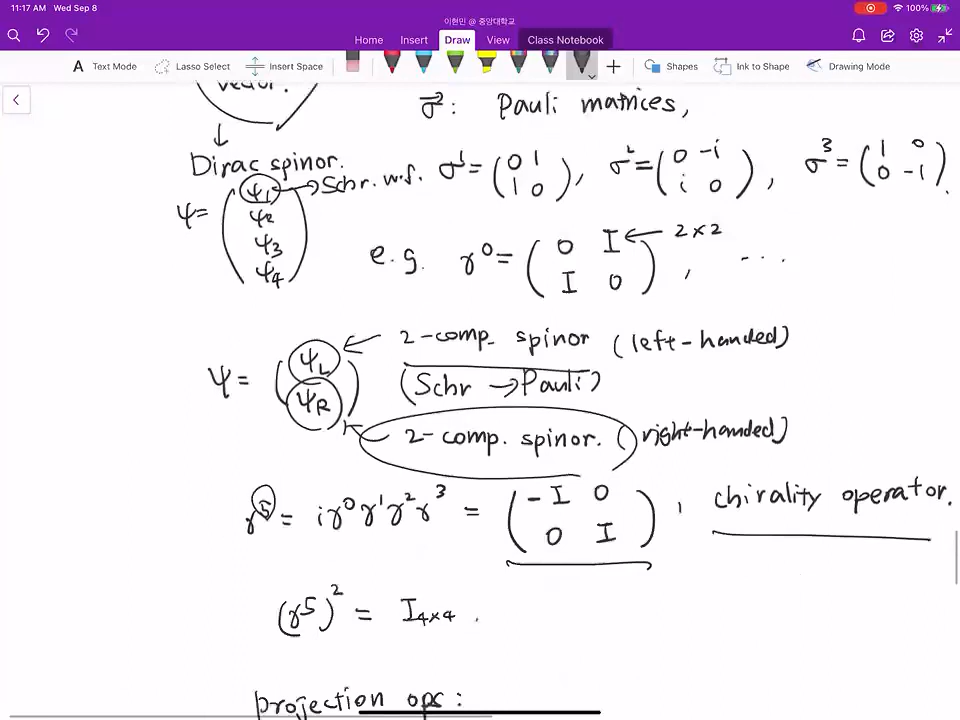 11:17 AM Wed Sep 8
100%
이현민 @ 중앙대학교
Home Insert Draw View Class Notebook
A Text Mode Lasso Select Insert Space Shapes Ink to Shape Drawing Mode
vector.
σ⃗ : Pauli matrices,
Dirac spinor.
σ¹ = (0 1 / 1 0), σ² = (0 -i / i 0), σ³ = (1 0 / 0 -1).
ψ = (ψ₁ / ψ₂ / ψ₃ / ψ₄) → Schr. w.f.
e.g. γ⁰ = (0 I / I 0), ... ← 2×2
ψ = (ψL / ψR)
2-comp. spinor (left-handed)
(Schr → Pauli)
2-comp. spinor. (right-handed)
γ⁵ = iγ⁰γ¹γ²γ³ = (-I 0 / 0 I), chirality operator.
(γ⁵)² = I₄ₓ₄.
projection ops: